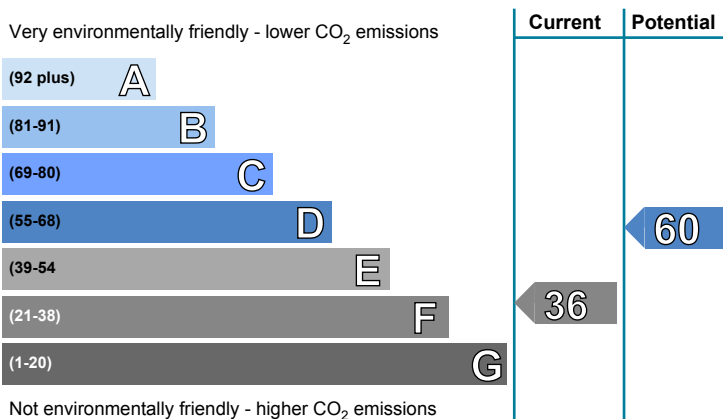 Current Potential
Very environmentally friendly - lower CO2 emissions
(92 plus) A
(81-91) B
(69-80) C
(55-68) D
60
(39-54 E
(21-38) F
36
(1-20) G
Not environmentally friendly - higher CO2 emissions